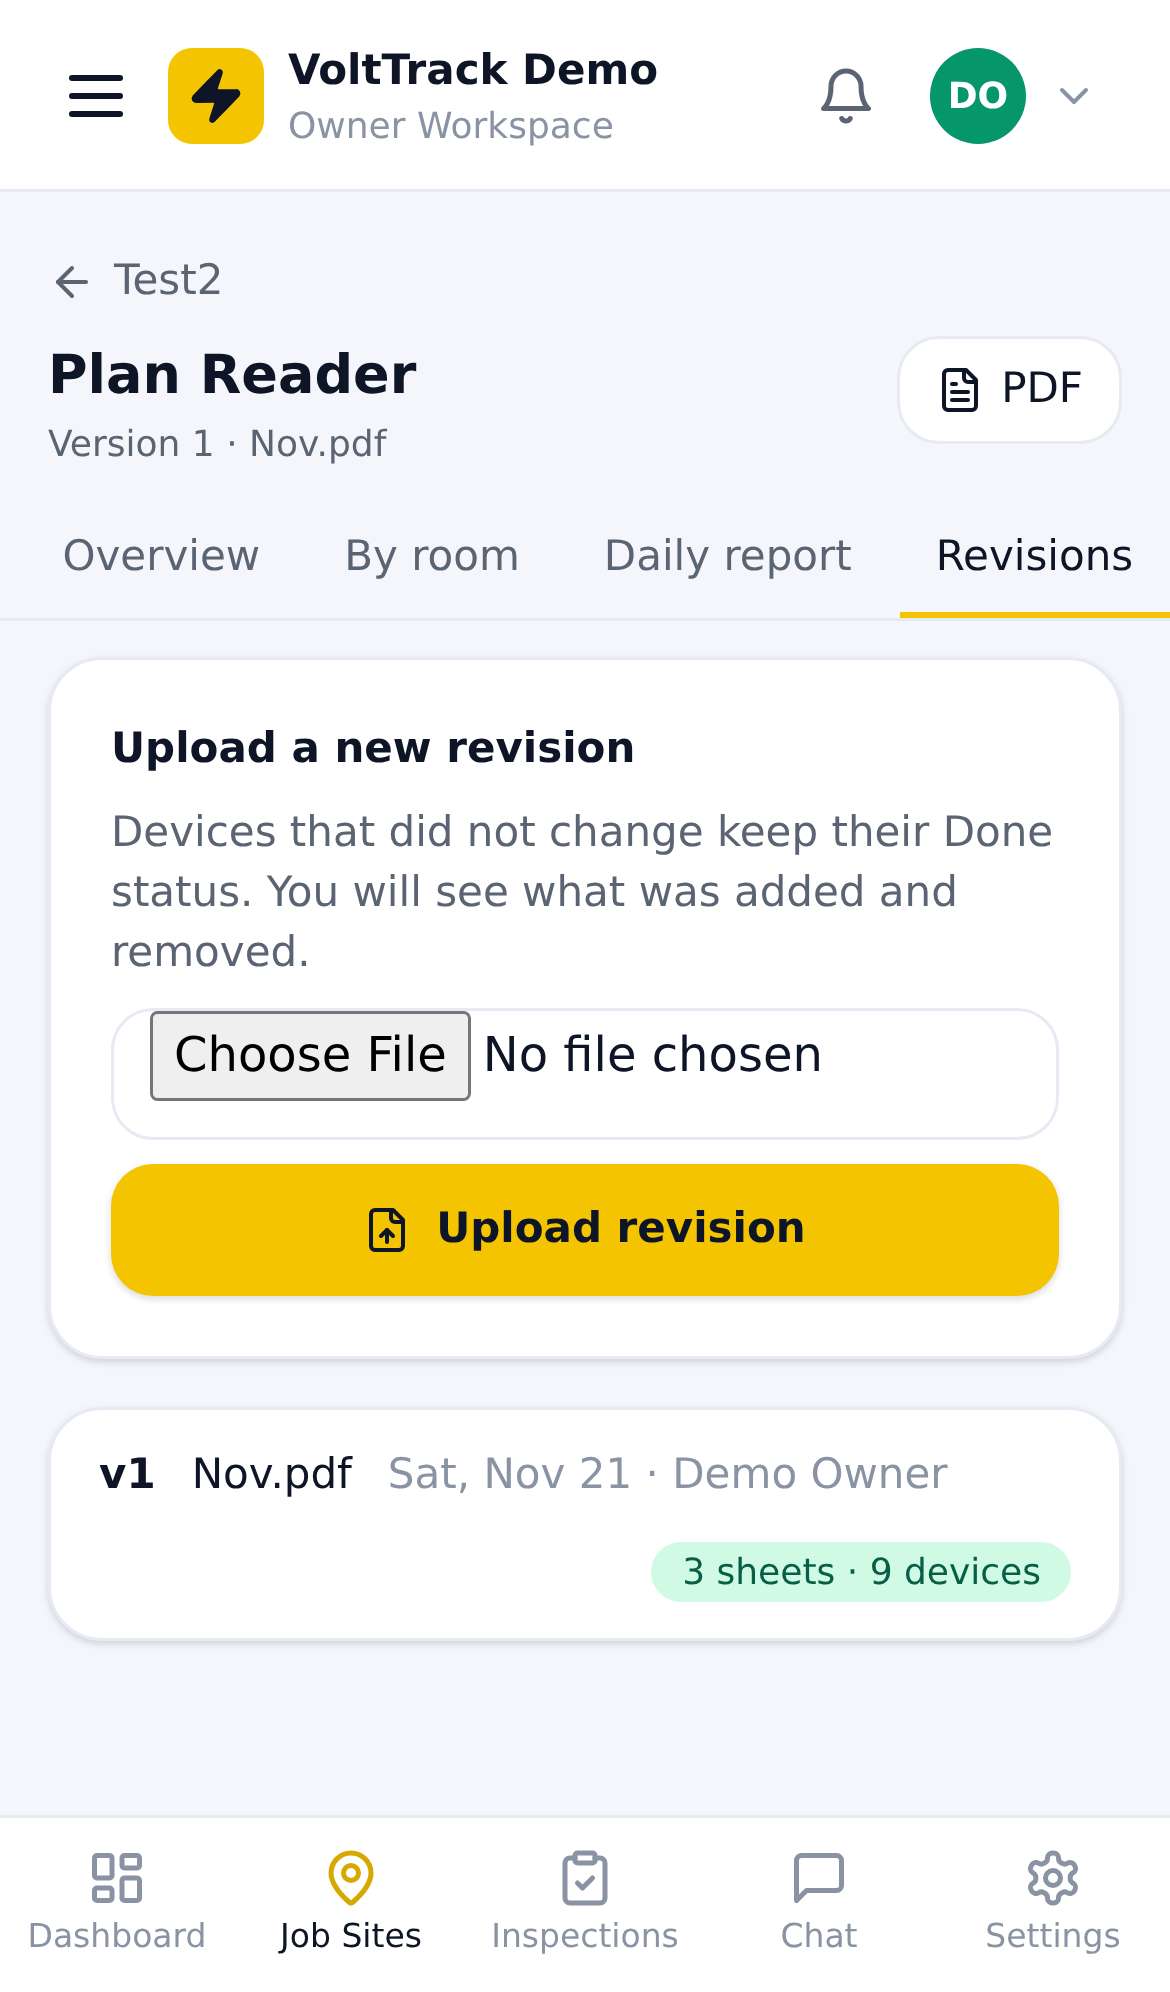 VoltTrack Demo
Owner Workspace
DO
Test2
Plan Reader
Version 1 · Nov.pdf
PDF
Overview By room Daily report Revisions
Upload a new revision
Devices that did not change keep their Done
status. You will see what was added and
removed.
Choose File No file chosen
Upload revision
v1 Nov.pdf Sat, Nov 21 · Demo Owner
3 sheets · 9 devices
Dashboard Job Sites Inspections Chat Settings